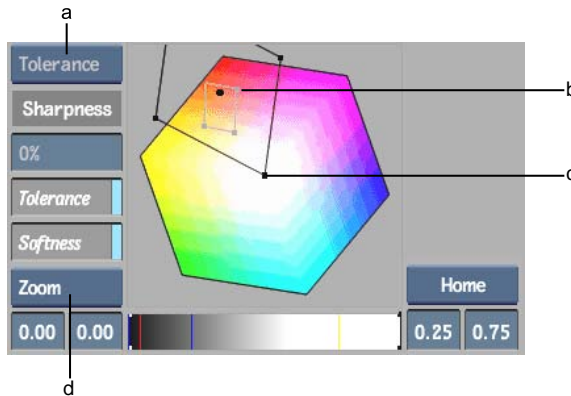 a
Tolerance
b
Sharpness
0%
c
Tolerance
Softness
Zoom
Home
0.00 0.00
0.25 0.75
d